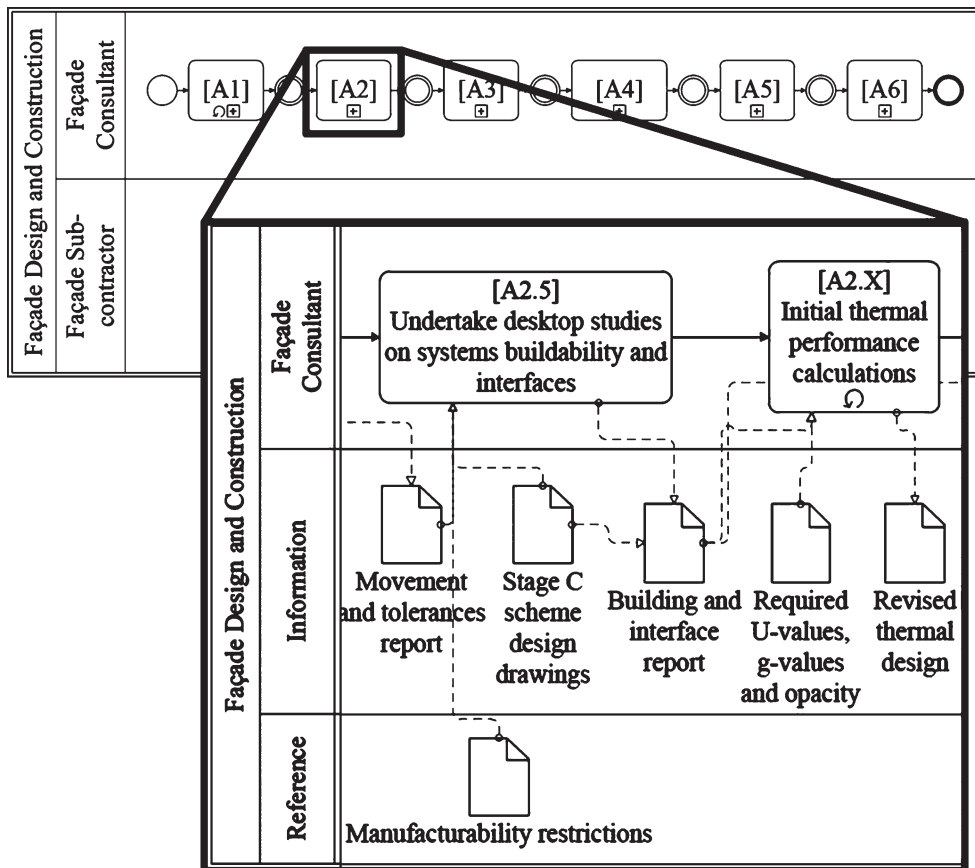 Façade Design and Construction
Façade
Consultant
[A1]
[A2]
[A3]
[A4]
[A5]
[A6]
Façade Sub-
contractor
Façade Design and Construction
Façade
Consultant
[A2.5]
Undertake desktop studies
on systems buildability and
interfaces
[A2.X]
Initial thermal
performance
calculations
Information
Movement
and tolerances
report
Stage C
scheme
design
drawings
Building and
interface
report
Required
U-values,
g-values
and opacity
Revised
thermal
design
Reference
Manufacturability restrictions